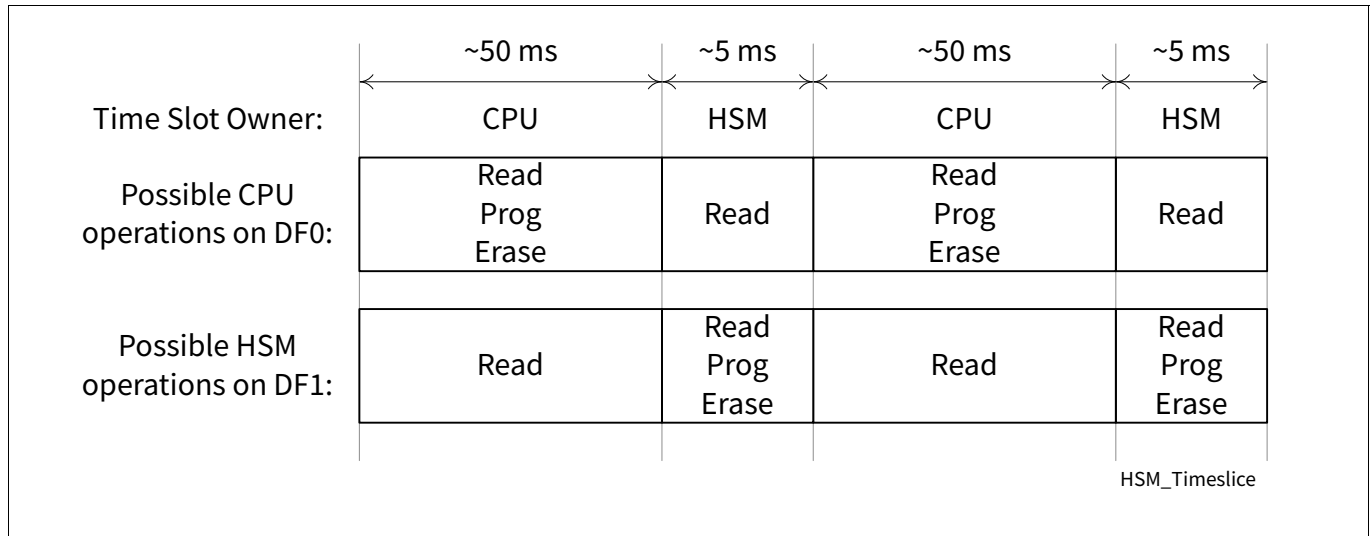 ~50 ms ~5 ms ~50 ms ~5 ms
Time Slot Owner: CPU HSM CPU HSM
Possible CPU
operations on DF0:
Read
Prog
Erase
Read
Read
Prog
Erase
Read
Possible HSM
operations on DF1:
Read
Read
Prog
Erase
Read
Read
Prog
Erase
HSM_Timeslice